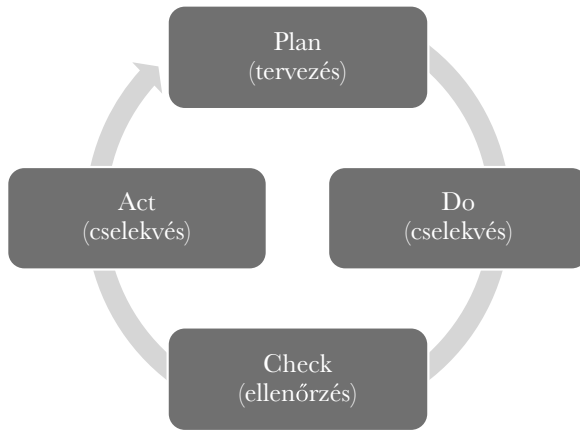 Plan
(tervezés)
Act
(cselekvés)
Do
(cselekvés)
Check
(ellenőrzés)